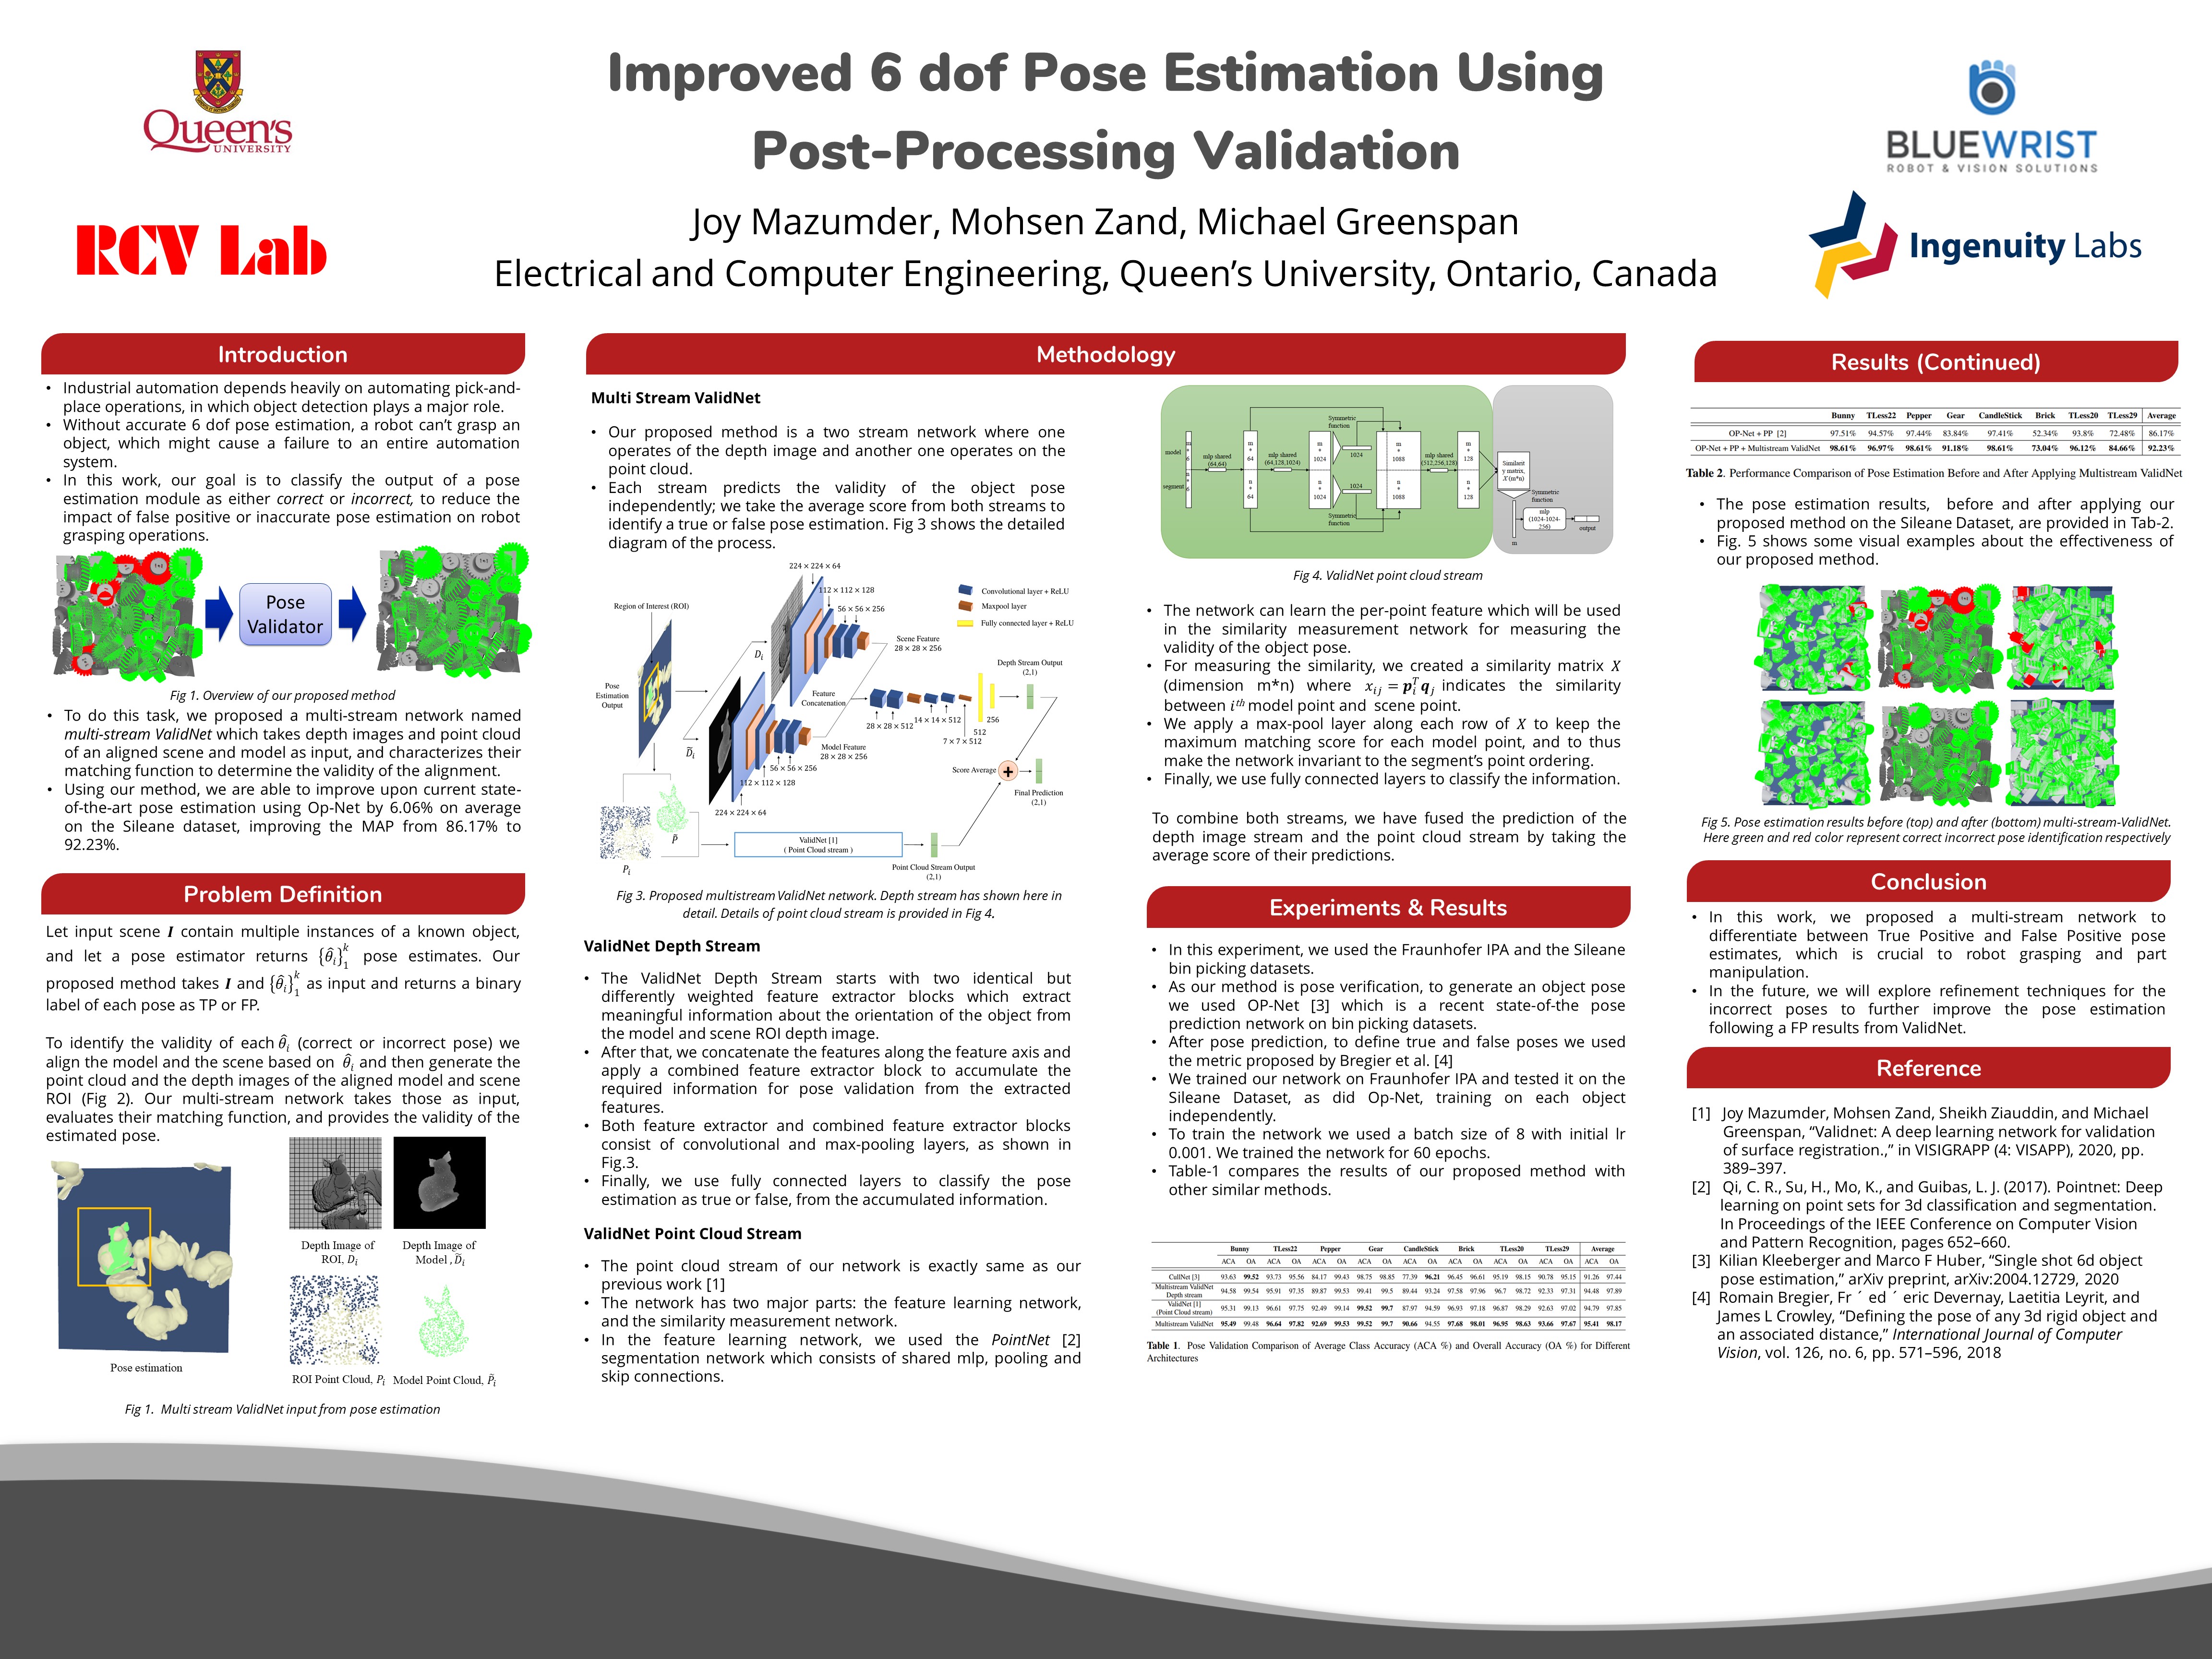 Queen's
UNIVERSITY
RCV Lab
Improved 6 dof Pose Estimation Using
Post-Processing Validation
Joy Mazumder, Mohsen Zand, Michael Greenspan
Electrical and Computer Engineering, Queen’s University, Ontario, Canada
BLUEWRIST
ROBOT & VISION SOLUTIONS
Ingenuity Labs
Introduction
• Industrial automation depends heavily on automating pick-and-
place operations, in which object detection plays a major role.
• Without accurate 6 dof pose estimation, a robot can’t grasp an
object, which might cause a failure to an entire automation
system.
• In this work, our goal is to classify the output of a pose
estimation module as either correct or incorrect, to reduce the
impact of false positive or inaccurate pose estimation on robot
grasping operations.
Pose
Validator
Fig 1. Overview of our proposed method
• To do this task, we proposed a multi-stream network named
multi-stream ValidNet which takes depth images and point cloud
of an aligned scene and model as input, and characterizes their
matching function to determine the validity of the alignment.
• Using our method, we are able to improve upon current state-
of-the-art pose estimation using Op-Net by 6.06% on average
on the Sileane dataset, improving the MAP from 86.17% to
92.23%.
Problem Definition
Let input scene I contain multiple instances of a known object,
and let a pose estimator returns {θ̂ᵢ}₁ᵏ pose estimates. Our
proposed method takes I and {θ̂ᵢ}₁ᵏ as input and returns a binary
label of each pose as TP or FP.
To identify the validity of each θ̂ᵢ (correct or incorrect pose) we
align the model and the scene based on θ̂ᵢ and then generate the
point cloud and the depth images of the aligned model and scene
ROI (Fig 2). Our multi-stream network takes those as input,
evaluates their matching function, and provides the validity of the
estimated pose.
Pose estimation
Depth Image of
ROI, Dᵢ
Depth Image of
Model , D̃ᵢ
ROI Point Cloud, Pᵢ
Model Point Cloud, P̃ᵢ
Fig 1. Multi stream ValidNet input from pose estimation
Methodology
Multi Stream ValidNet
• Our proposed method is a two stream network where one
operates of the depth image and another one operates on the
point cloud.
• Each stream predicts the validity of the object pose
independently; we take the average score from both streams to
identify a true or false pose estimation. Fig 3 shows the detailed
diagram of the process.
224 × 224 × 64
112 × 112 × 128
56 × 56 × 256
Region of Interest (ROI)
Convolutional layer + ReLU
Maxpool layer
Fully connected layer + ReLU
Scene Feature
28 × 28 × 256
Dᵢ
Depth Stream Output
(2,1)
Pose
Estimation
Output
Feature
Concatenation
28 × 28 × 512
14 × 14 × 512
7 × 7 × 512
512
256
D̃ᵢ
Model Feature
28 × 28 × 256
56 × 56 × 256
112 × 112 × 128
224 × 224 × 64
Score Average
+
Final Prediction
(2,1)
P̃
Pᵢ
ValidNet [1]
( Point Cloud stream )
Point Cloud Stream Output
(2,1)
Fig 3. Proposed multistream ValidNet network. Depth stream has shown here in
detail. Details of point cloud stream is provided in Fig 4.
ValidNet Depth Stream
• The ValidNet Depth Stream starts with two identical but
differently weighted feature extractor blocks which extract
meaningful information about the orientation of the object from
the model and scene ROI depth image.
• After that, we concatenate the features along the feature axis and
apply a combined feature extractor block to accumulate the
required information for pose validation from the extracted
features.
• Both feature extractor and combined feature extractor blocks
consist of convolutional and max-pooling layers, as shown in
Fig.3.
• Finally, we use fully connected layers to classify the pose
estimation as true or false, from the accumulated information.
ValidNet Point Cloud Stream
• The point cloud stream of our network is exactly same as our
previous work [1]
• The network has two major parts: the feature learning network,
and the similarity measurement network.
• In the feature learning network, we used the PointNet [2]
segmentation network which consists of shared mlp, pooling and
skip connections.
model
segment
m * 6
n * 6
mlp shared
(64,64)
m * 64
n * 64
mlp shared
(64,128,1024)
m * 1024
n * 1024
Symmetric
function
1024
1024
Symmetric
function
m * 1088
n * 1088
mlp shared
(512,256,128)
m * 128
n * 128
Similarit
y matrix,
X (m*n)
Symmetric
function
m
mlp
(1024-1024-
256)
output
Fig 4. ValidNet point cloud stream
• The network can learn the per-point feature which will be used
in the similarity measurement network for measuring the
validity of the object pose.
• For measuring the similarity, we created a similarity matrix X
(dimension m*n) where xᵢⱼ = pᵢᵀqⱼ indicates the similarity
between iᵗʰ model point and scene point.
• We apply a max-pool layer along each row of X to keep the
maximum matching score for each model point, and to thus
make the network invariant to the segment’s point ordering.
• Finally, we use fully connected layers to classify the information.
To combine both streams, we have fused the prediction of the
depth image stream and the point cloud stream by taking the
average score of their predictions.
Experiments & Results
• In this experiment, we used the Fraunhofer IPA and the Sileane
bin picking datasets.
• As our method is pose verification, to generate an object pose
we used OP-Net [3] which is a recent state-of-the pose
prediction network on bin picking datasets.
• After pose prediction, to define true and false poses we used
the metric proposed by Bregier et al. [4]
• We trained our network on Fraunhofer IPA and tested it on the
Sileane Dataset, as did Op-Net, training on each object
independently.
• To train the network we used a batch size of 8 with initial lr
0.001. We trained the network for 60 epochs.
• Table-1 compares the results of our proposed method with
other similar methods.
Bunny TLess22 Pepper Gear CandleStick Brick TLess20 TLess29 Average
ACA OA ACA OA ACA OA ACA OA ACA OA ACA OA ACA OA ACA OA ACA OA
CullNet [3] 93.63 99.52 93.73 95.56 84.17 99.43 98.75 98.85 77.39 96.21 96.45 96.61 95.19 98.15 90.78 95.15 91.26 97.44
Multistream ValidNet
Depth stream 94.58 99.54 95.91 97.35 89.87 99.53 99.41 99.5 89.44 93.24 97.58 97.96 96.7 98.72 92.33 97.31 94.48 97.89
ValidNet [1]
(Point Cloud stream) 95.31 99.13 96.61 97.75 92.49 99.14 99.52 99.7 87.97 94.59 96.93 97.18 96.87 98.29 92.63 97.02 94.79 97.85
Multistream ValidNet 95.49 99.48 96.64 97.82 92.69 99.53 99.52 99.7 90.66 94.55 97.68 98.01 96.95 98.63 93.66 97.67 95.41 98.17
Table 1. Pose Validation Comparison of Average Class Accuracy (ACA %) and Overall Accuracy (OA %) for Different
Architectures
Results (Continued)
Bunny TLess22 Pepper Gear CandleStick Brick TLess20 TLess29 Average
OP-Net + PP [2] 97.51% 94.57% 97.44% 83.84% 97.41% 52.34% 93.8% 72.48% 86.17%
OP-Net + PP + Multistream ValidNet 98.61% 96.97% 98.61% 91.18% 98.61% 73.04% 96.12% 84.66% 92.23%
Table 2. Performance Comparison of Pose Estimation Before and After Applying Multistream ValidNet
• The pose estimation results, before and after applying our
proposed method on the Sileane Dataset, are provided in Tab-2.
• Fig. 5 shows some visual examples about the effectiveness of
our proposed method.
Fig 5. Pose estimation results before (top) and after (bottom) multi-stream-ValidNet.
Here green and red color represent correct incorrect pose identification respectively
Conclusion
• In this work, we proposed a multi-stream network to
differentiate between True Positive and False Positive pose
estimates, which is crucial to robot grasping and part
manipulation.
• In the future, we will explore refinement techniques for the
incorrect poses to further improve the pose estimation
following a FP results from ValidNet.
Reference
[1] Joy Mazumder, Mohsen Zand, Sheikh Ziauddin, and Michael
Greenspan, “Validnet: A deep learning network for validation
of surface registration.,” in VISIGRAPP (4: VISAPP), 2020, pp.
389–397.
[2] Qi, C. R., Su, H., Mo, K., and Guibas, L. J. (2017). Pointnet: Deep
learning on point sets for 3d classification and segmentation.
In Proceedings of the IEEE Conference on Computer Vision
and Pattern Recognition, pages 652–660.
[3] Kilian Kleeberger and Marco F Huber, “Single shot 6d object
pose estimation,” arXiv preprint, arXiv:2004.12729, 2020
[4] Romain Bregier, Fr ´ ed ´ eric Devernay, Laetitia Leyrit, and
James L Crowley, “Defining the pose of any 3d rigid object and
an associated distance,” International Journal of Computer
Vision, vol. 126, no. 6, pp. 571–596, 2018